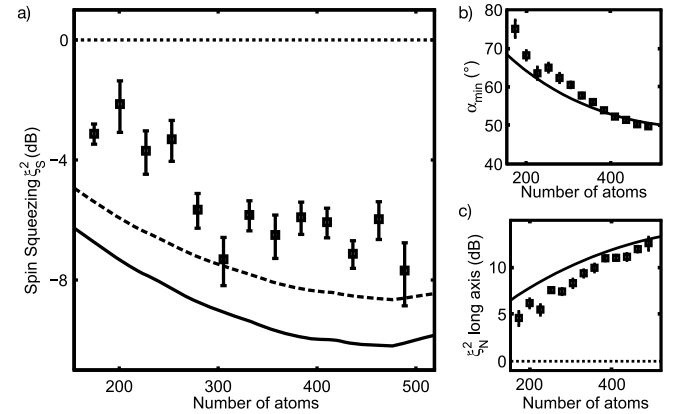 a)
0
−4
−8
Spin Squeezing ξ²S (dB)
200
300
400
500
Number of atoms
b)
80
70
60
50
40
αmin (°)
200
400
Number of atoms
c)
10
5
0
ξ²N long axis (dB)
200
400
Number of atoms